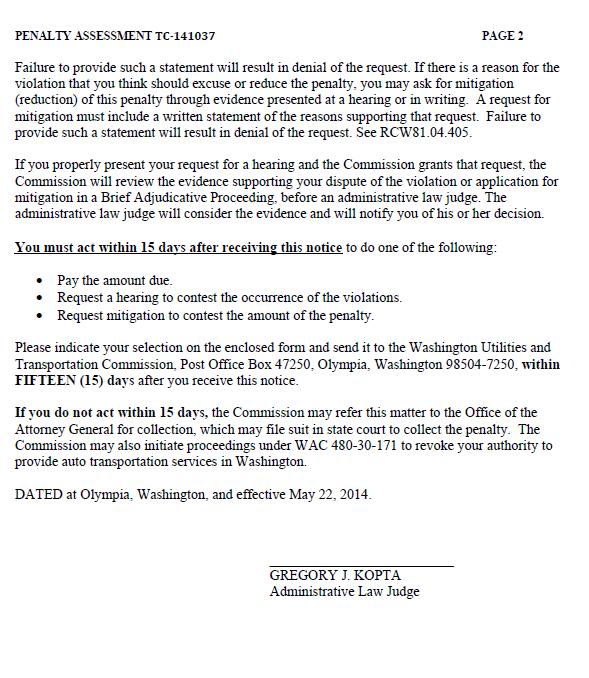 PENALTY ASSESSMENT TC-141037 PAGE 2
Failure to provide such a statement will result in denial of the request. If there is a reason for the
violation that you think should excuse or reduce the penalty, you may ask for mitigation
(reduction) of this penalty through evidence presented at a hearing or in writing. A request for
mitigation must include a written statement of the reasons supporting that request. Failure to
provide such a statement will result in denial of the request. See RCW81.04.405.
If you properly present your request for a hearing and the Commission grants that request, the
Commission will review the evidence supporting your dispute of the violation or application for
mitigation in a Brief Adjudicative Proceeding, before an administrative law judge. The
administrative law judge will consider the evidence and will notify you of his or her decision.
You must act within 15 days after receiving this notice to do one of the following:
• Pay the amount due.
• Request a hearing to contest the occurrence of the violations.
• Request mitigation to contest the amount of the penalty.
Please indicate your selection on the enclosed form and send it to the Washington Utilities and
Transportation Commission, Post Office Box 47250, Olympia, Washington 98504-7250, within
FIFTEEN (15) days after you receive this notice.
If you do not act within 15 days, the Commission may refer this matter to the Office of the
Attorney General for collection, which may file suit in state court to collect the penalty. The
Commission may also initiate proceedings under WAC 480-30-171 to revoke your authority to
provide auto transportation services in Washington.
DATED at Olympia, Washington, and effective May 22, 2014.
GREGORY J. KOPTA
Administrative Law Judge